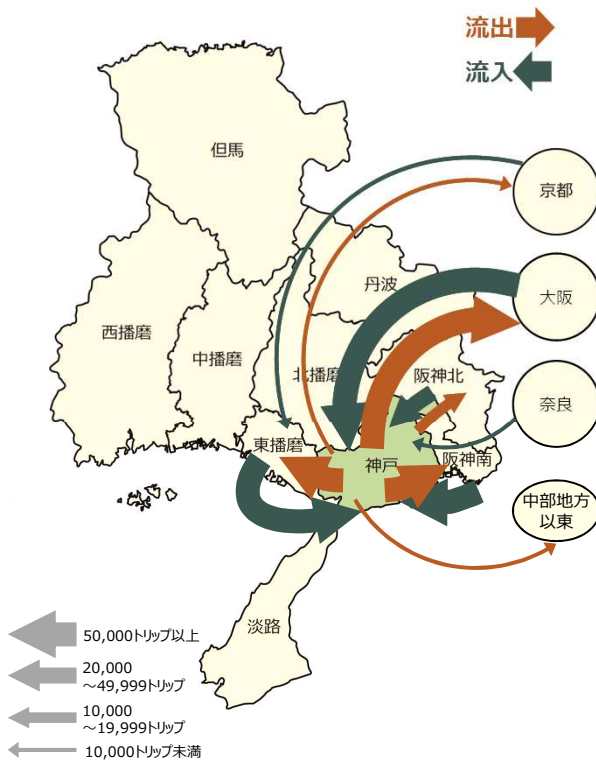 流出
流入
但馬
京都
丹波
大阪
西播磨
中播磨
北播磨
阪神北
奈良
東播磨
神戸
阪神南
中部地方
以東
淡路
50,000トリップ以上
20,000
～49,999トリップ
10,000
～19,999トリップ
10,000トリップ未満